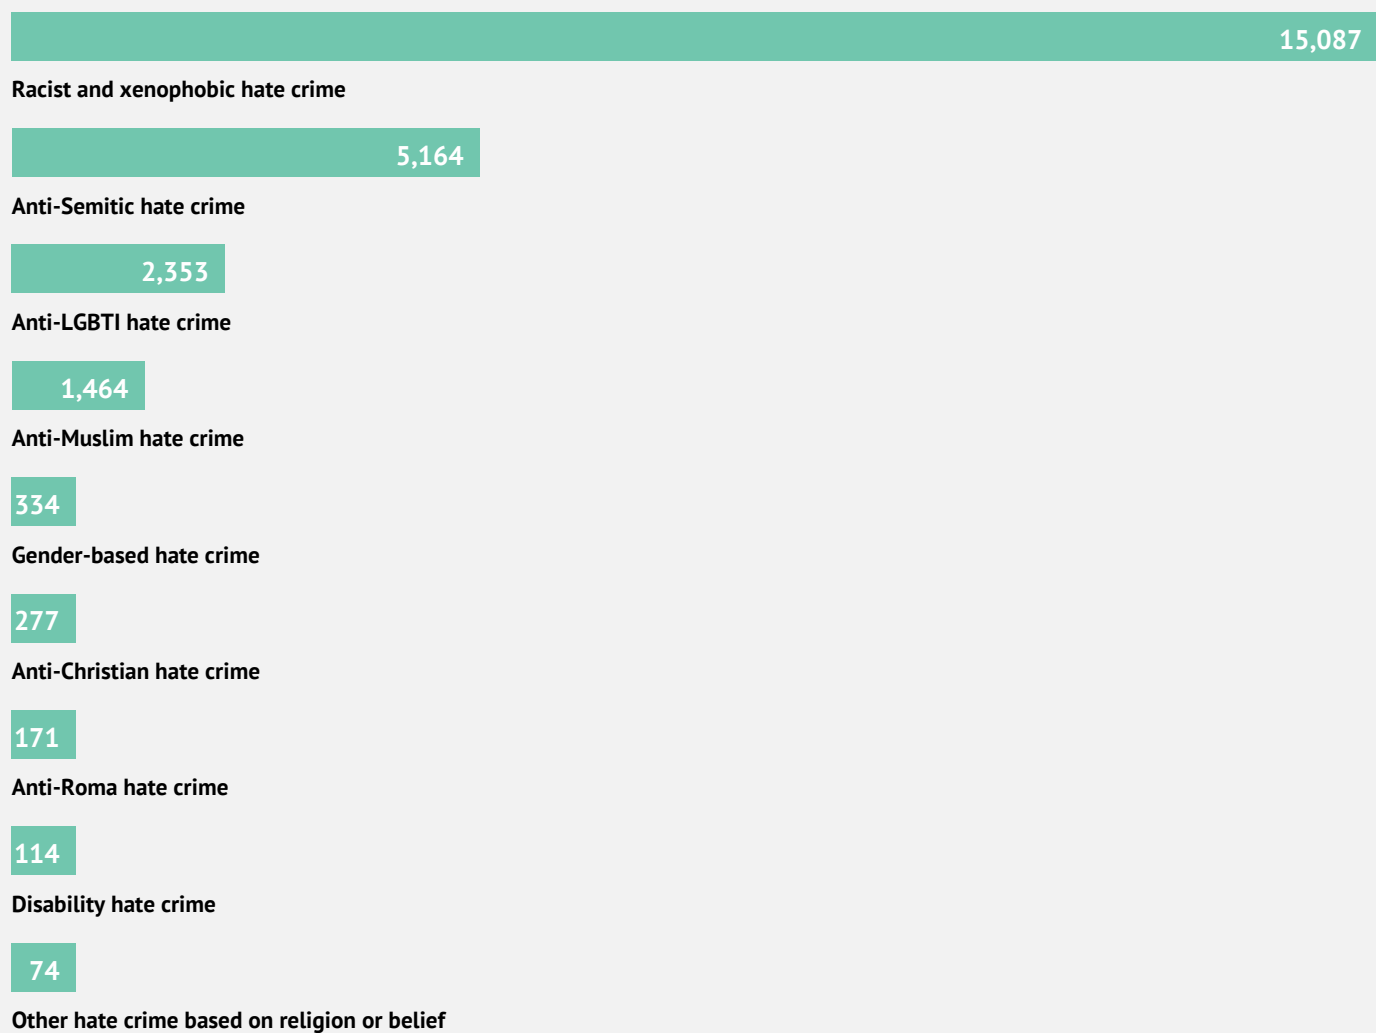 15,087
Racist and xenophobic hate crime
5,164
Anti-Semitic hate crime
2,353
Anti-LGBTI hate crime
1,464
Anti-Muslim hate crime
334
Gender-based hate crime
277
Anti-Christian hate crime
171
Anti-Roma hate crime
114
Disability hate crime
74
Other hate crime based on religion or belief